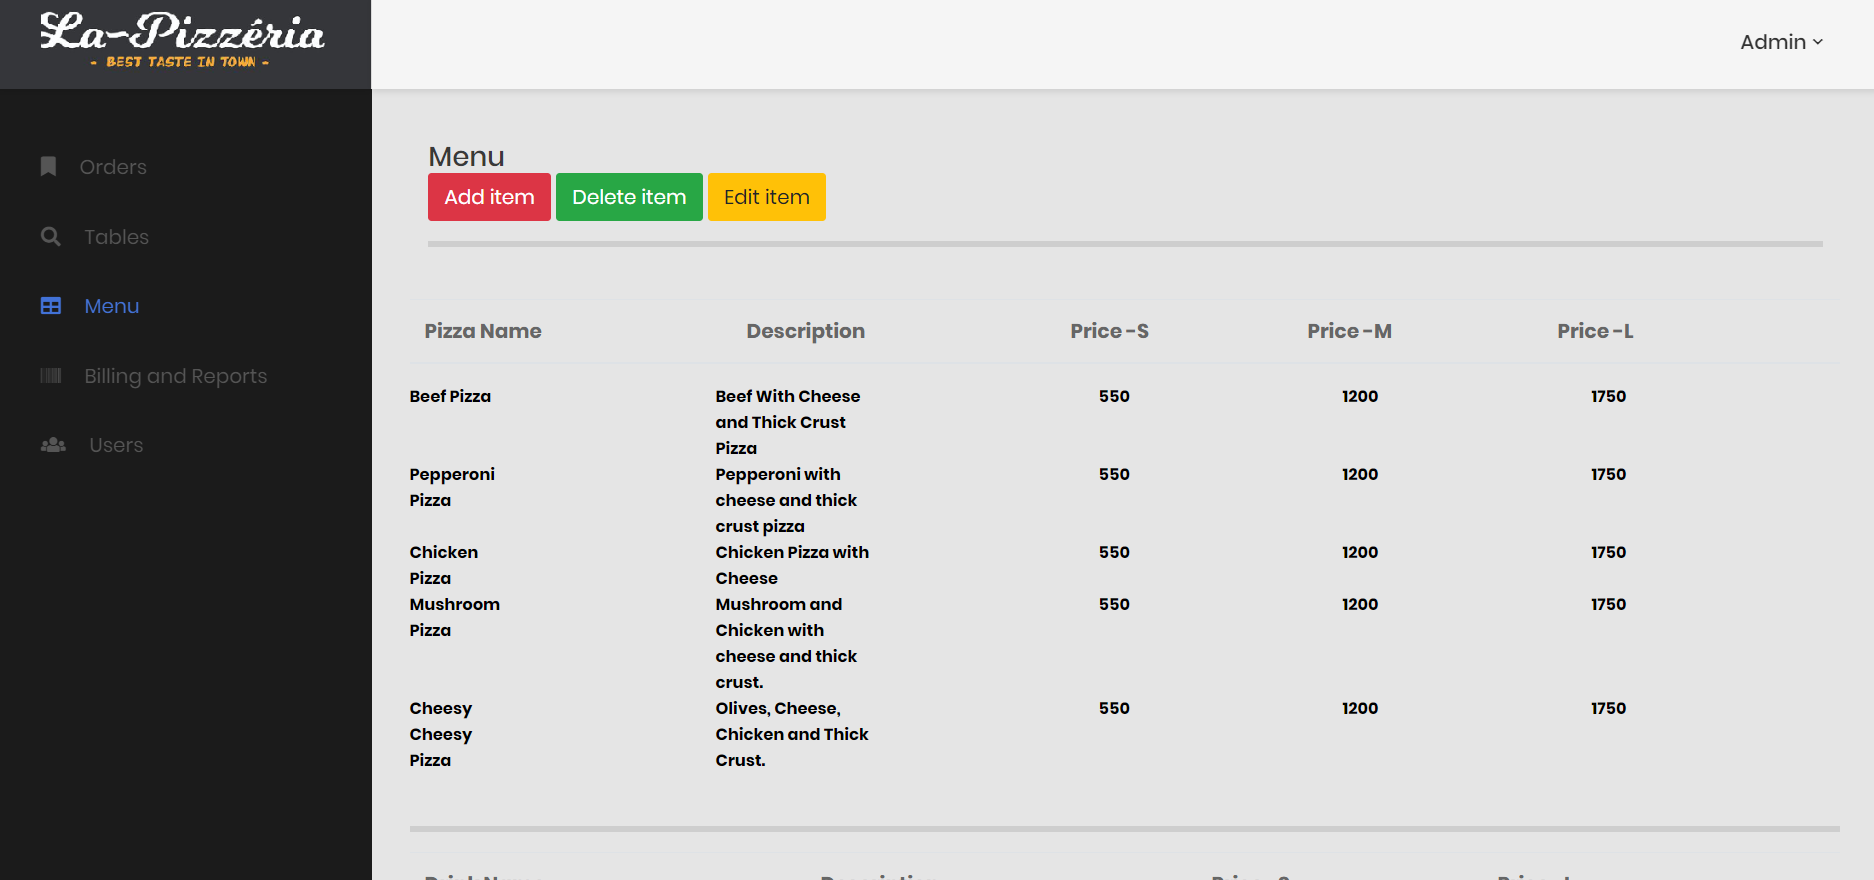 La-Pizzéria
- BEST TASTE IN TOWN -
Admin
Orders
Tables
Menu
Billing and Reports
Users
Menu
Add item Delete item Edit item
Pizza Name Description Price -S Price -M Price -L
Beef Pizza Beef With Cheese 550 1200 1750
and Thick Crust
Pizza
Pepperoni Pepperoni with 550 1200 1750
Pizza cheese and thick
crust pizza
Chicken Chicken Pizza with 550 1200 1750
Pizza Cheese
Mushroom Mushroom and 550 1200 1750
Pizza Chicken with
cheese and thick
crust.
Cheesy Olives, Cheese, 550 1200 1750
Cheesy Chicken and Thick
Pizza Crust.